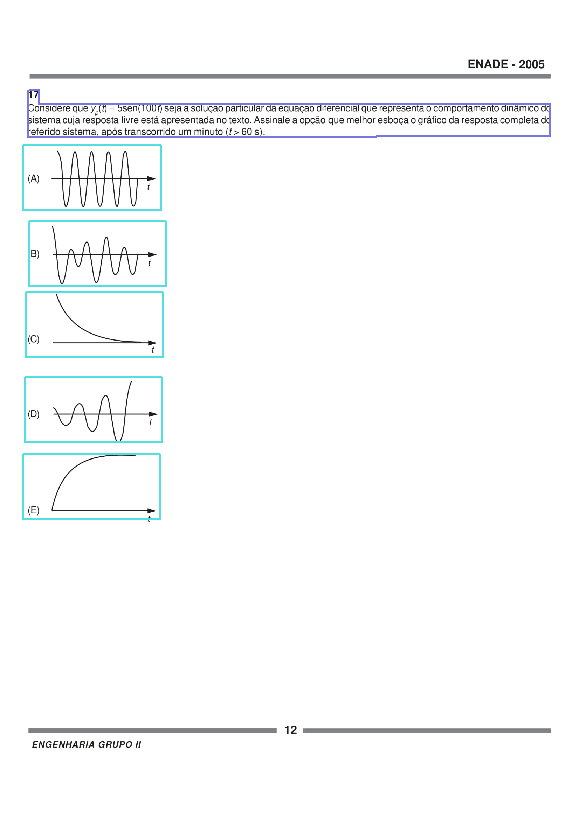 ENADE - 2005
17
Considere que yp(t) = 5sen(100t) seja a solução particular da equação diferencial que representa o comportamento dinâmico do
sistema cuja resposta livre está apresentada no texto. Assinale a opção que melhor esboça o gráfico da resposta completa do
referido sistema, após transcorrido um minuto (t > 60 s).
(A)
t
B)
t
(C)
t
(D)
t
(E)
t
12
ENGENHARIA GRUPO II